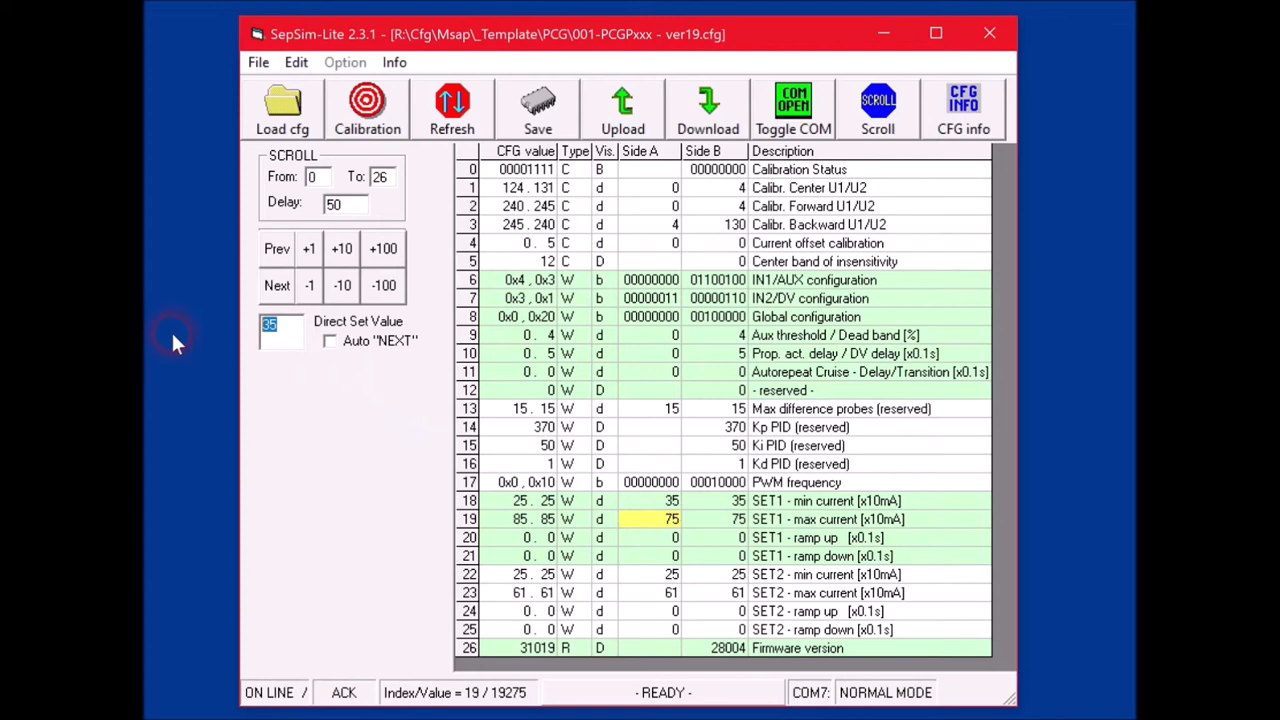 SepSim-Lite 2.3.1 - [R:\Cfg\Msap\_Template\PCG\001-PCGPxxx - ver19.cfg]
File Edit Option Info
COM OPEN SCROLL CFG INFO
Load cfg Calibration Refresh Save Upload Download Toggle COM Scroll CFG info
SCROLL
From: 0 To: 26
Delay: 50
Prev +1 +10 +100
Next -1 -10 -100
35 Direct Set Value
Auto "NEXT"
CFG value Type Vis. Side A Side B Description
0 00001111 C B 00000000 Calibration Status
1 124 . 131 C d 0 4 Calibr. Center U1/U2
2 240 . 245 C d 0 4 Calibr. Forward U1/U2
3 245 . 240 C d 4 130 Calibr. Backward U1/U2
4 0 . 5 C d 0 0 Current offset calibration
5 12 C D 0 Center band of insensitivity
6 0x4 , 0x3 W b 00000000 01100100 IN1/AUX configuration
7 0x3 , 0x1 W b 00000011 00000110 IN2/DV configuration
8 0x0 , 0x20 W b 00000000 00100000 Global configuration
9 0 . 4 W d 0 4 Aux threshold / Dead band [%]
10 0 . 5 W d 0 5 Prop. act. delay / DV delay [x0.1s]
11 0 . 0 W d 0 0 Autorepeat Cruise - Delay/Transition [x0.1s]
12 0 W D 0 - reserved -
13 15 . 15 W d 15 15 Max difference probes (reserved)
14 370 W D 370 Kp PID (reserved)
15 50 W D 50 Ki PID (reserved)
16 1 W D 1 Kd PID (reserved)
17 0x0 , 0x10 W b 00000000 00010000 PWM frequency
18 25 . 25 W d 35 35 SET1 - min current [x10mA]
19 85 . 85 W d 75 75 SET1 - max current [x10mA]
20 0 . 0 W d 0 0 SET1 - ramp up [x0.1s]
21 0 . 0 W d 0 0 SET1 - ramp down [x0.1s]
22 25 . 25 W d 25 25 SET2 - min current [x10mA]
23 61 . 61 W d 61 61 SET2 - max current [x10mA]
24 0 . 0 W d 0 0 SET2 - ramp up [x0.1s]
25 0 . 0 W d 0 0 SET2 - ramp down [x0.1s]
26 31019 R D 28004 Firmware version
ON LINE / ACK Index/Value = 19 / 19275 - READY - COM7: NORMAL MODE